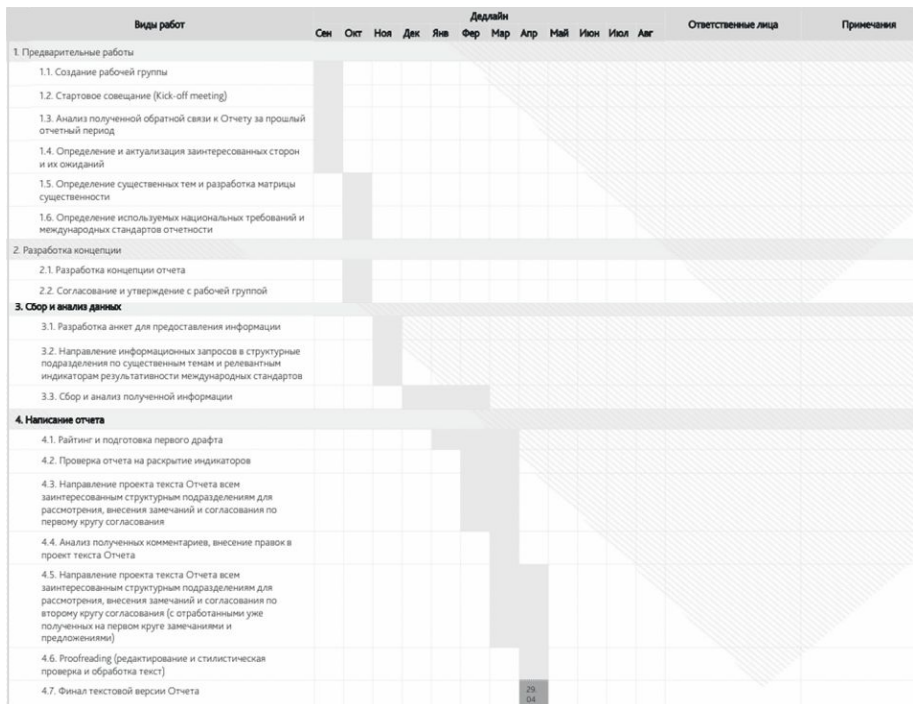 Виды работ
Дедлайн
Ответственные лица
Примечания
Сен Окт Ноя Дек Янв Фер Мар Апр Май Июн Июл Авг
1. Предварительные работы
1.1. Создание рабочей группы
1.2. Стартовое совещание (Kick-off meeting)
1.3. Анализ полученной обратной связи к Отчету за прошлый
отчетный период
1.4. Определение и актуализация заинтересованных сторон
и их ожиданий
1.5. Определение существенных тем и разработка матрицы
существенности
1.6. Определение используемых национальных требований и
международных стандартов отчетности
2. Разработка концепции
2.1. Разработка концепции отчета
2.2. Согласование и утверждение с рабочей группой
3. Сбор и анализ данных
3.1. Разработка анкет для предоставления информации
3.2. Направление информационных запросов в структурные
подразделения по существенным темам и релевантным
индикаторам результативности международных стандартов
3.3. Сбор и анализ полученной информации
4. Написание отчета
4.1. Райтинг и подготовка первого драфта
4.2. Проверка отчета на раскрытие индикаторов
4.3. Направление проекта текста Отчета всем
заинтересованным структурным подразделениям для
рассмотрения, внесения замечаний и согласования по
первому кругу согласования
4.4. Анализ полученных комментариев, внесение правок в
проект текста Отчета
4.5. Направление проекта текста Отчета всем
заинтересованным структурным подразделениям для
рассмотрения, внесения замечаний и согласования по
второму кругу согласования (с отработанными уже
полученных на первом круге замечаниями и
предложениями)
4.6. Proofreading (редактирование и стилистическая
проверка и обработка текст)
4.7. Финал текстовой версии Отчета
29.
04